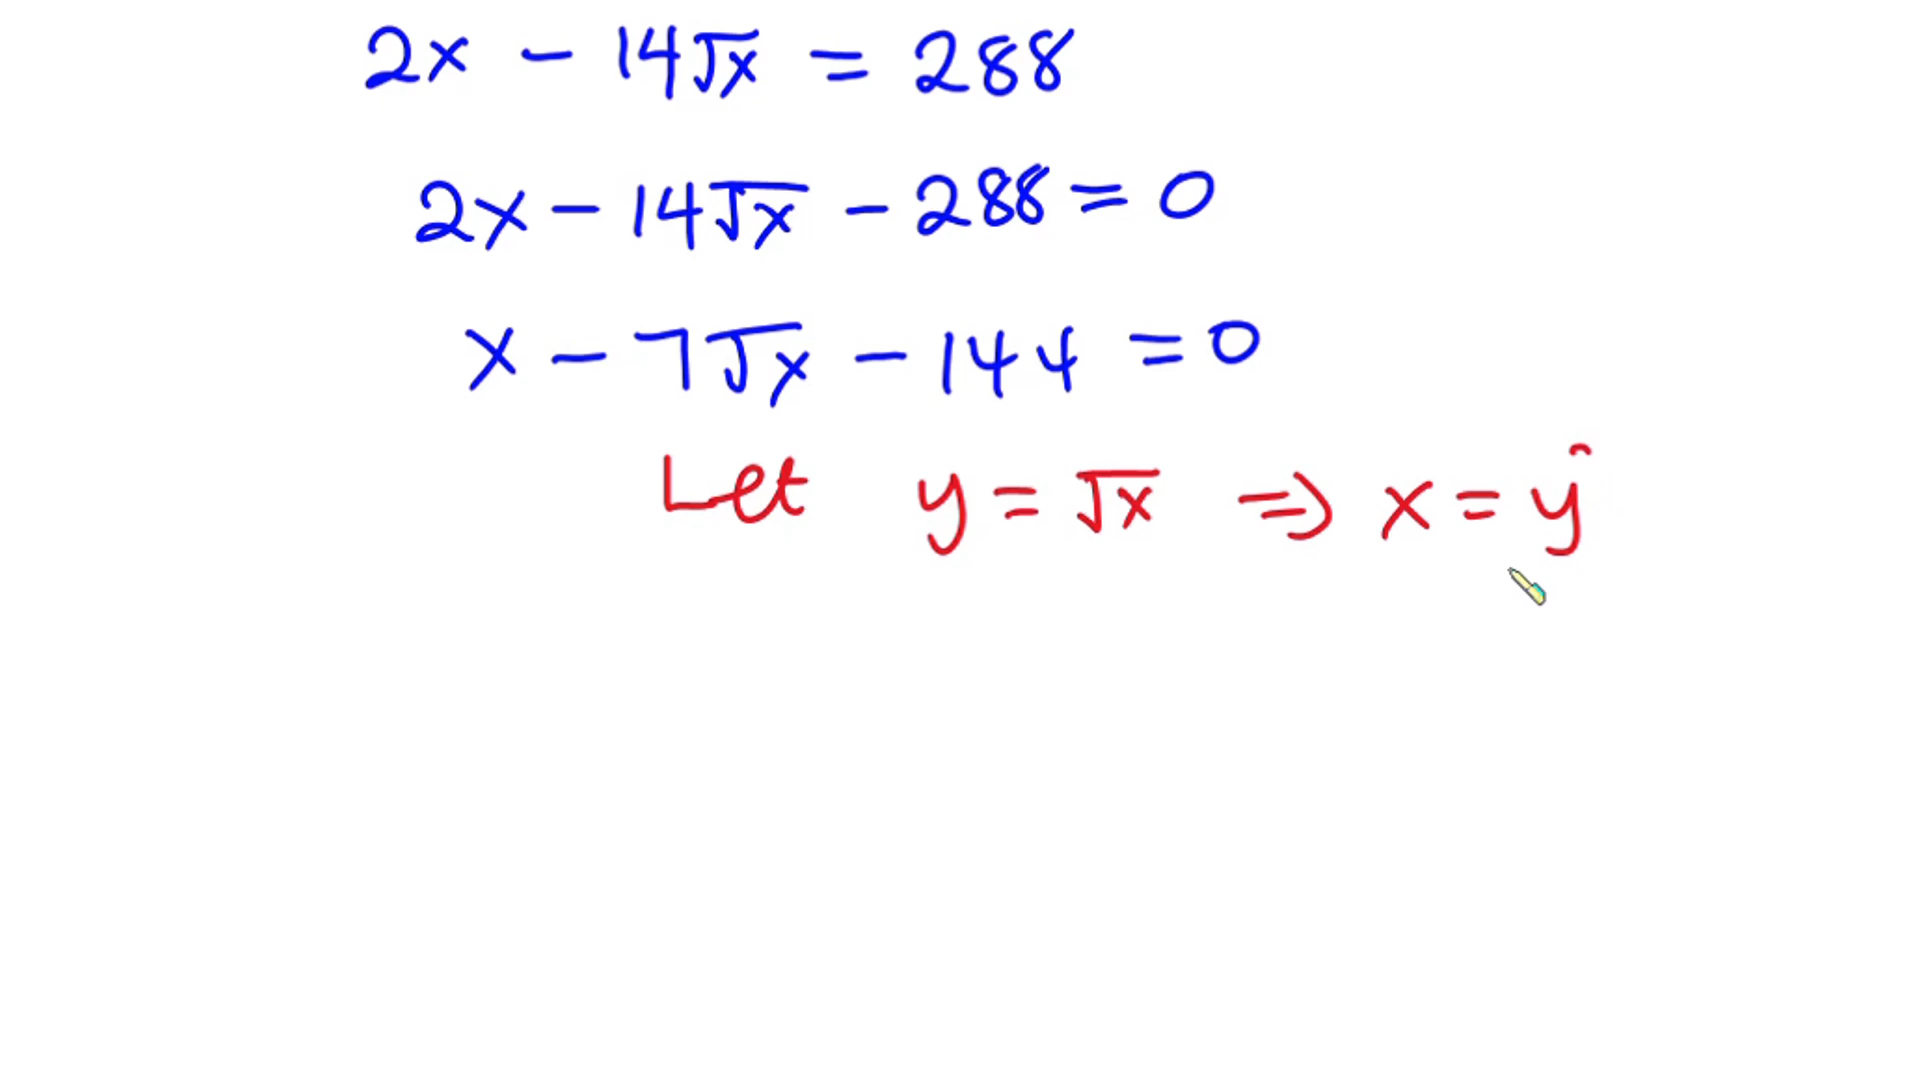 2x - 14√x = 288
2x - 14√x - 288 = 0
x - 7√x - 144 = 0
Let y = √x ⇒ x = y